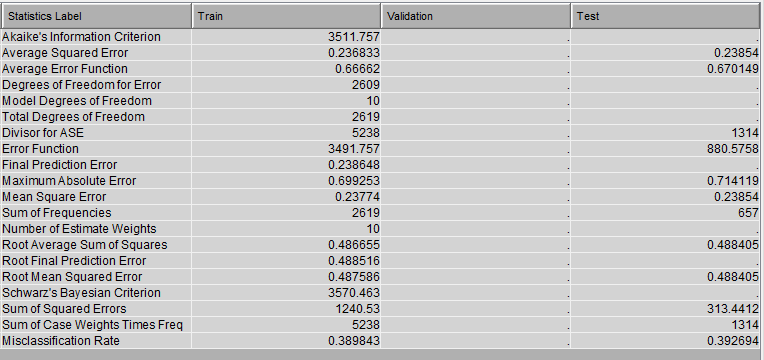 Statistics Label Train Validation Test
Akaike's Information Criterion 3511.757 . .
Average Squared Error 0.236833 . 0.23854
Average Error Function 0.66662 . 0.670149
Degrees of Freedom for Error 2609 . .
Model Degrees of Freedom 10 . .
Total Degrees of Freedom 2619 . .
Divisor for ASE 5238 . 1314
Error Function 3491.757 . 880.5758
Final Prediction Error 0.238648 . .
Maximum Absolute Error 0.699253 . 0.714119
Mean Square Error 0.23774 . 0.23854
Sum of Frequencies 2619 . 657
Number of Estimate Weights 10 . .
Root Average Sum of Squares 0.486655 . 0.488405
Root Final Prediction Error 0.488516 . .
Root Mean Squared Error 0.487586 . 0.488405
Schwarz's Bayesian Criterion 3570.463 . .
Sum of Squared Errors 1240.53 . 313.4412
Sum of Case Weights Times Freq 5238 . 1314
Misclassification Rate 0.389843 . 0.392694